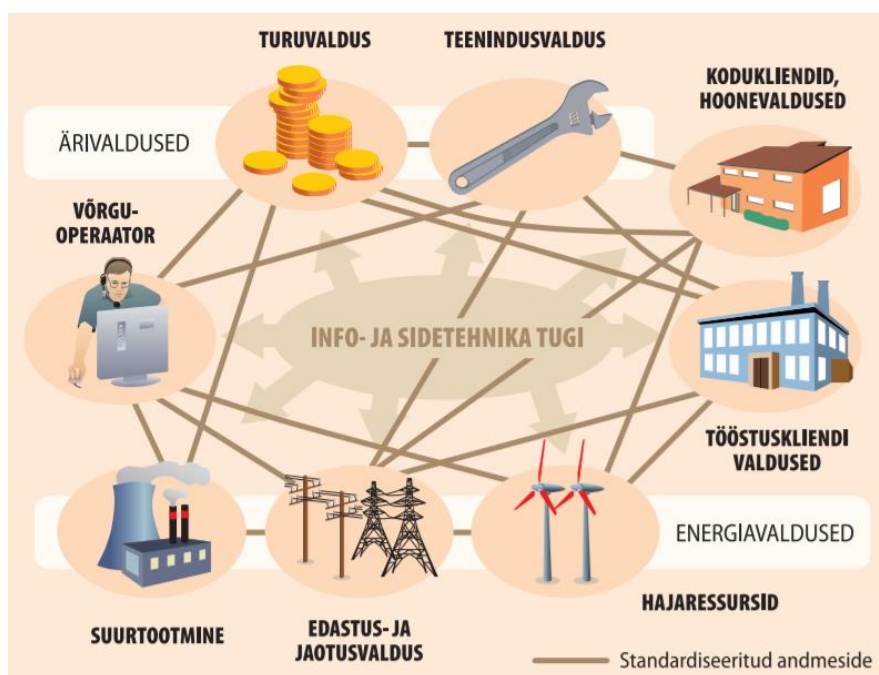 TURUVALDUS
TEENINDUSVALDUS
KODUKLIENDID,
HOONEVALDUSED
ÄRIVALDUSED
VÕRGU-
OPERAATOR
INFO- JA SIDETEHNIKA TUGI
TÖÖSTUSKLIENDI
VALDUSED
ENERGIAVALDUSED
HAJARESSURSID
SUURTOOTMINE
EDASTUS- JA
JAOTUSVALDUS
Standardiseeritud andmeside